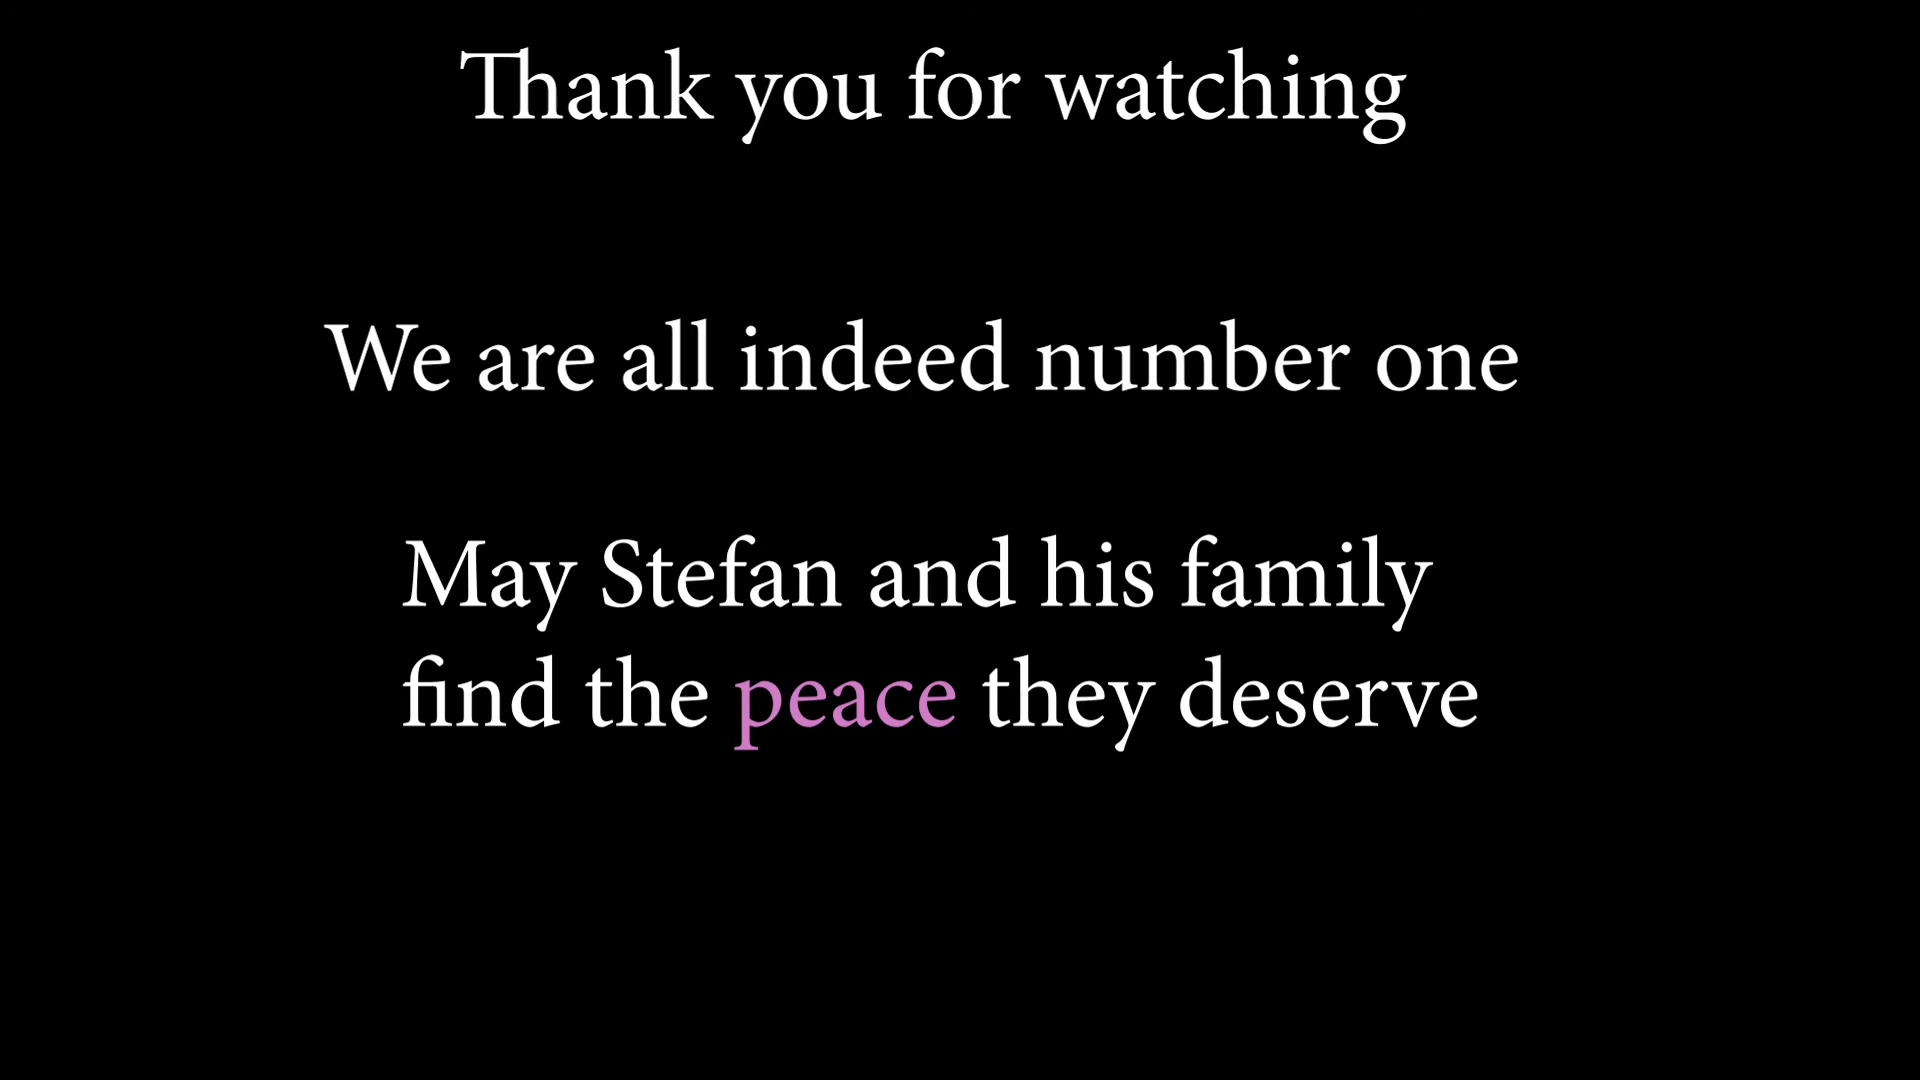 Thank you for watching
We are all indeed number one
May Stefan and his family
find the peace they deserve